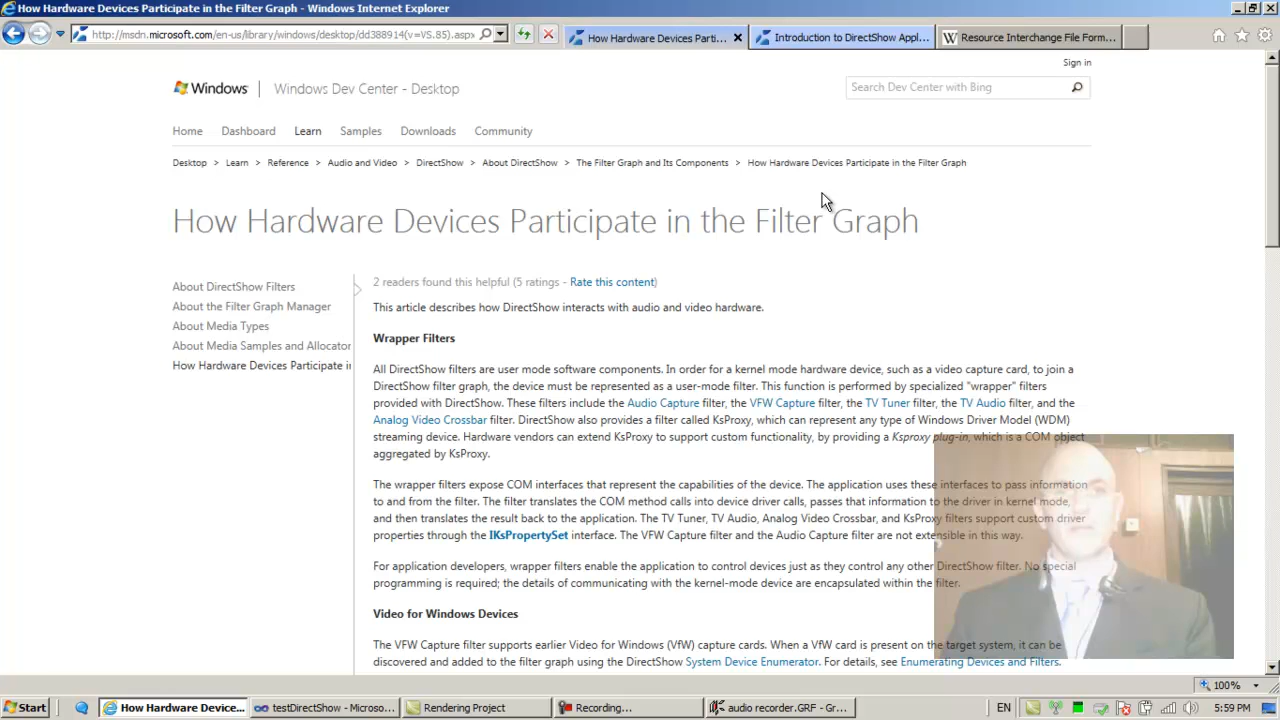 How Hardware Devices Participate in the Filter Graph - Windows Internet Explorer
http://msdn.microsoft.com/en-us/library/windows/desktop/dd388914(v=VS.85).aspx
How Hardware Devices Parti...
Introduction to DirectShow Appl...
Resource Interchange File Form...
Sign in
Windows
Windows Dev Center - Desktop
Search Dev Center with Bing
Home Dashboard Learn Samples Downloads Community
Desktop > Learn > Reference > Audio and Video > DirectShow > About DirectShow > The Filter Graph and Its Components > How Hardware Devices Participate in the Filter Graph
How Hardware Devices Participate in the Filter Graph
About DirectShow Filters
About the Filter Graph Manager
About Media Types
About Media Samples and Allocator
How Hardware Devices Participate in
2 readers found this helpful (5 ratings - Rate this content)
This article describes how DirectShow interacts with audio and video hardware.
Wrapper Filters
All DirectShow filters are user mode software components. In order for a kernel mode hardware device, such as a video capture card, to join a
DirectShow filter graph, the device must be represented as a user-mode filter. This function is performed by specialized "wrapper" filters
provided with DirectShow. These filters include the Audio Capture filter, the VFW Capture filter, the TV Tuner filter, the TV Audio filter, and the
Analog Video Crossbar filter. DirectShow also provides a filter called KsProxy, which can represent any type of Windows Driver Model (WDM)
streaming device. Hardware vendors can extend KsProxy to support custom functionality, by providing a Ksproxy plug-in, which is a COM object
aggregated by KsProxy.
The wrapper filters expose COM interfaces that represent the capabilities of the device. The application uses these interfaces to pass information
to and from the filter. The filter translates the COM method calls into device driver calls, passes that information to the driver in kernel mode,
and then translates the result back to the application. The TV Tuner, TV Audio, Analog Video Crossbar, and KsProxy filters support custom driver
properties through the IKsPropertySet interface. The VFW Capture filter and the Audio Capture filter are not extensible in this way.
For application developers, wrapper filters enable the application to control devices just as they control any other DirectShow filter. No special
programming is required; the details of communicating with the kernel-mode device are encapsulated within the filter.
Video for Windows Devices
The VFW Capture filter supports earlier Video for Windows (VfW) capture cards. When a VfW card is present on the target system, it can be
discovered and added to the filter graph using the DirectShow System Device Enumerator. For details, see Enumerating Devices and Filters.
100%
Start
How Hardware Device...
testDirectShow - Microso...
Rendering Project
Recording...
audio recorder.GRF - Gr...
EN
5:59 PM